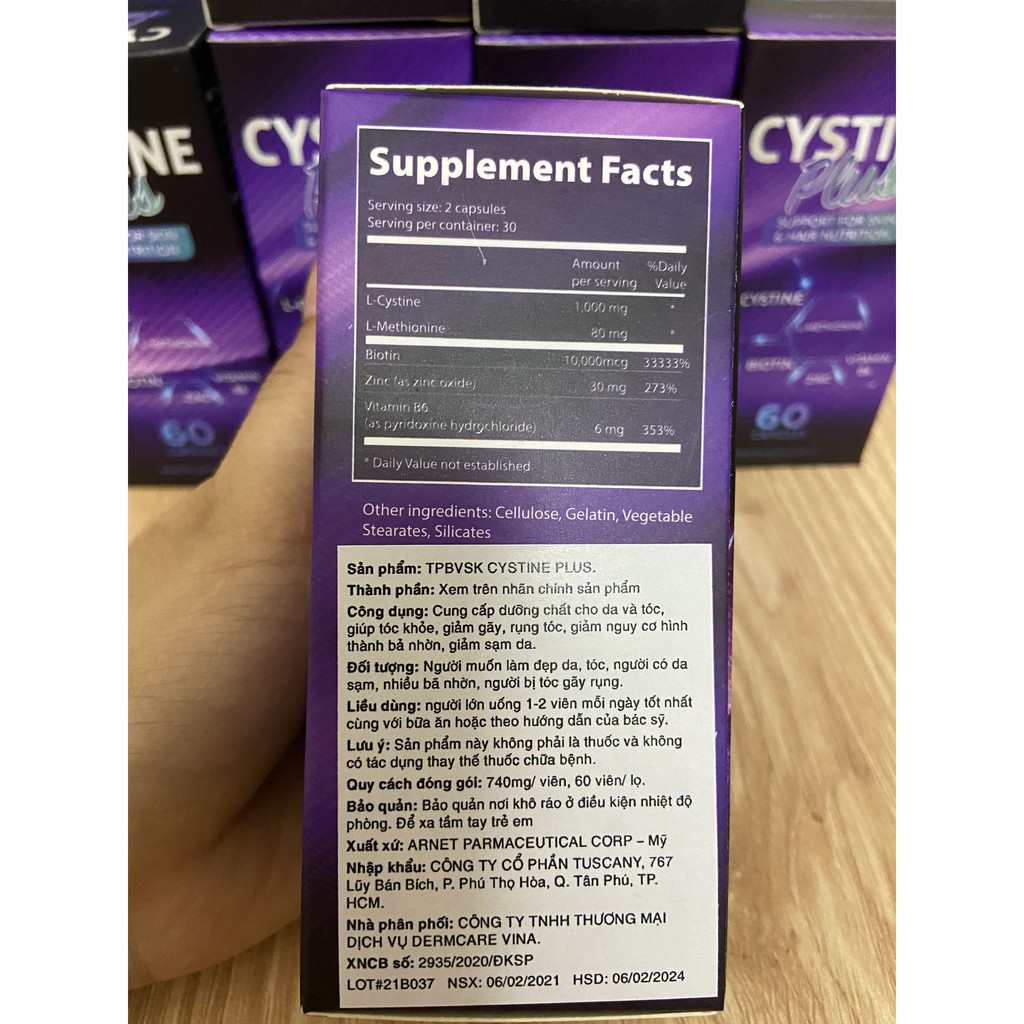 CYSTI
Plus
SUPPORT FOR SKIN
& HAIR NUTRITION
CYSTINE
BIOTIN
VITAMIN
B6
ZINC
60
Supplement Facts
Serving size: 2 capsules
Serving per container: 30
Amount per serving %Daily Value
L-Cystine 1,000 mg *
L-Methionine 80 mg *
Biotin 10,000mcg 33333%
Zinc (as zinc oxide) 30 mg 273%
Vitamin B6
(as pyridoxine hydrochloride) 6 mg 353%
* Daily Value not established
Other ingredients: Cellulose, Gelatin, Vegetable
Stearates, Silicates
Sản phẩm: TPBVSK CYSTINE PLUS.
Thành phần: Xem trên nhãn chính sản phẩm
Công dụng: Cung cấp dưỡng chất cho da và tóc,
giúp tóc khỏe, giảm gãy, rụng tóc, giảm nguy cơ hình
thành bả nhờn, giảm sạm da.
Đối tượng: Người muốn làm đẹp da, tóc, người có da
sạm, nhiều bã nhờn, người bị tóc gãy rụng.
Liều dùng: người lớn uống 1-2 viên mỗi ngày tốt nhất
cùng với bữa ăn hoặc theo hướng dẫn của bác sỹ.
Lưu ý: Sản phẩm này không phải là thuốc và không
có tác dụng thay thế thuốc chữa bệnh.
Quy cách đóng gói: 740mg/ viên, 60 viên/ lọ.
Bảo quản: Bảo quản nơi khô ráo ở điều kiện nhiệt độ
phòng. Để xa tầm tay trẻ em
Xuất xứ: ARNET PARMACEUTICAL CORP – Mỹ
Nhập khẩu: CÔNG TY CỔ PHẦN TUSCANY, 767
Lũy Bán Bích, P. Phú Thọ Hòa, Q. Tân Phú, TP.
HCM.
Nhà phân phối: CÔNG TY TNHH THƯƠNG MẠI
DỊCH VỤ DERMCARE VINA.
XNCB số: 2935/2020/ĐKSP
LOT#21B037 NSX: 06/02/2021 HSD: 06/02/2024